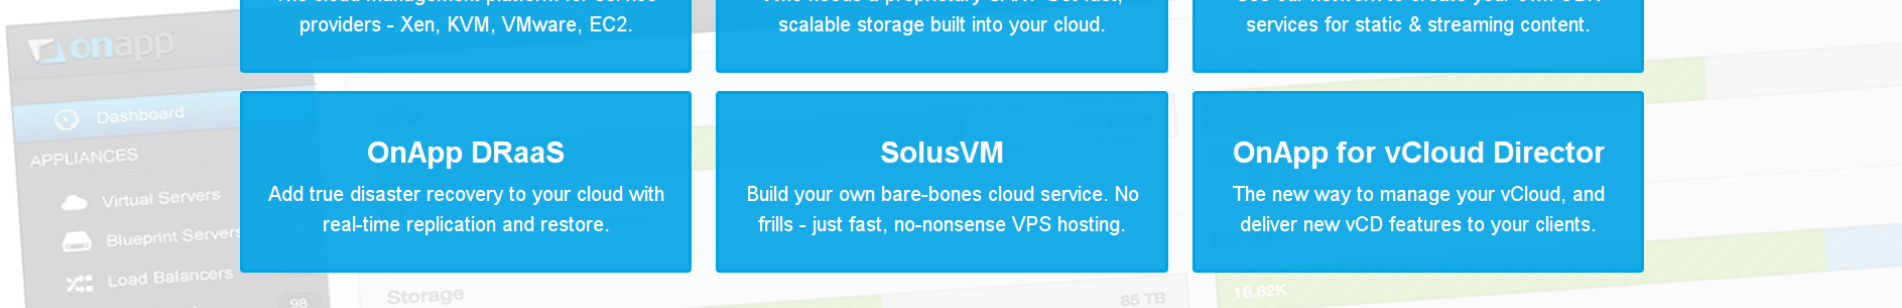 providers - Xen, KVM, VMware, EC2.
scalable storage built into your cloud.
services for static & streaming content.
onapp
Dashboard
APPLIANCES
Virtual Servers
Blueprint Servers
Load Balancers
98
OnApp DRaaS
Add true disaster recovery to your cloud with
real-time replication and restore.
SolusVM
Build your own bare-bones cloud service. No
frills - just fast, no-nonsense VPS hosting.
OnApp for vCloud Director
The new way to manage your vCloud, and
deliver new vCD features to your clients.
Storage
85 TB
16.82K